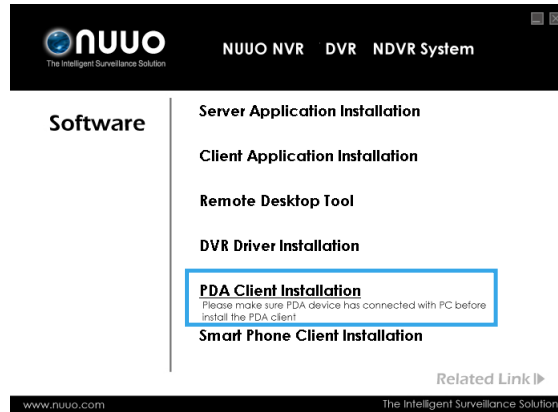 nuuo
The Intelligent Surveillance Solution
NUUO NVR DVR NDVR System
Software
Server Application Installation
Client Application Installation
Remote Desktop Tool
DVR Driver Installation
PDA Client Installation
Please make sure PDA device has connected with PC before
install the PDA client
Smart Phone Client Installation
Related Link
www.nuuo.com
The Intelligent Surveillance Solution